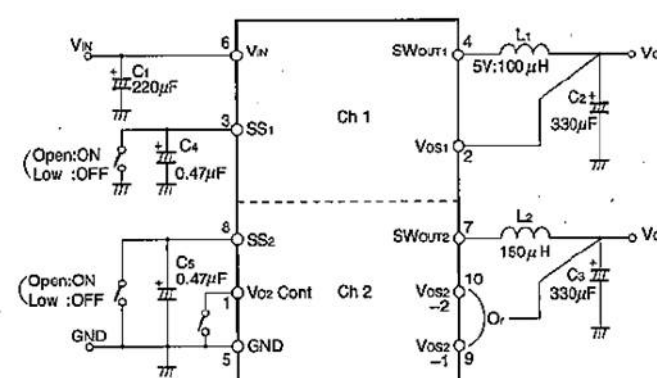 VIN
6
VIN
C1
220µF
+
3
SS1
(Open:ON
Low :OFF
+
C4
0.47µF
Ch 1
4
SWOUT1
L1
5V:100µH
VO
C2
+
330µF
VOS1
2
8
SS2
(Open:ON
Low :OFF
+
C5
0.47µF
1
VO2 Cont
Ch 2
GND
5
GND
7
SWOUT2
L2
150µH
VO
+
C3
330µF
10
VOS2
-2
Or
VOS2
-1
9